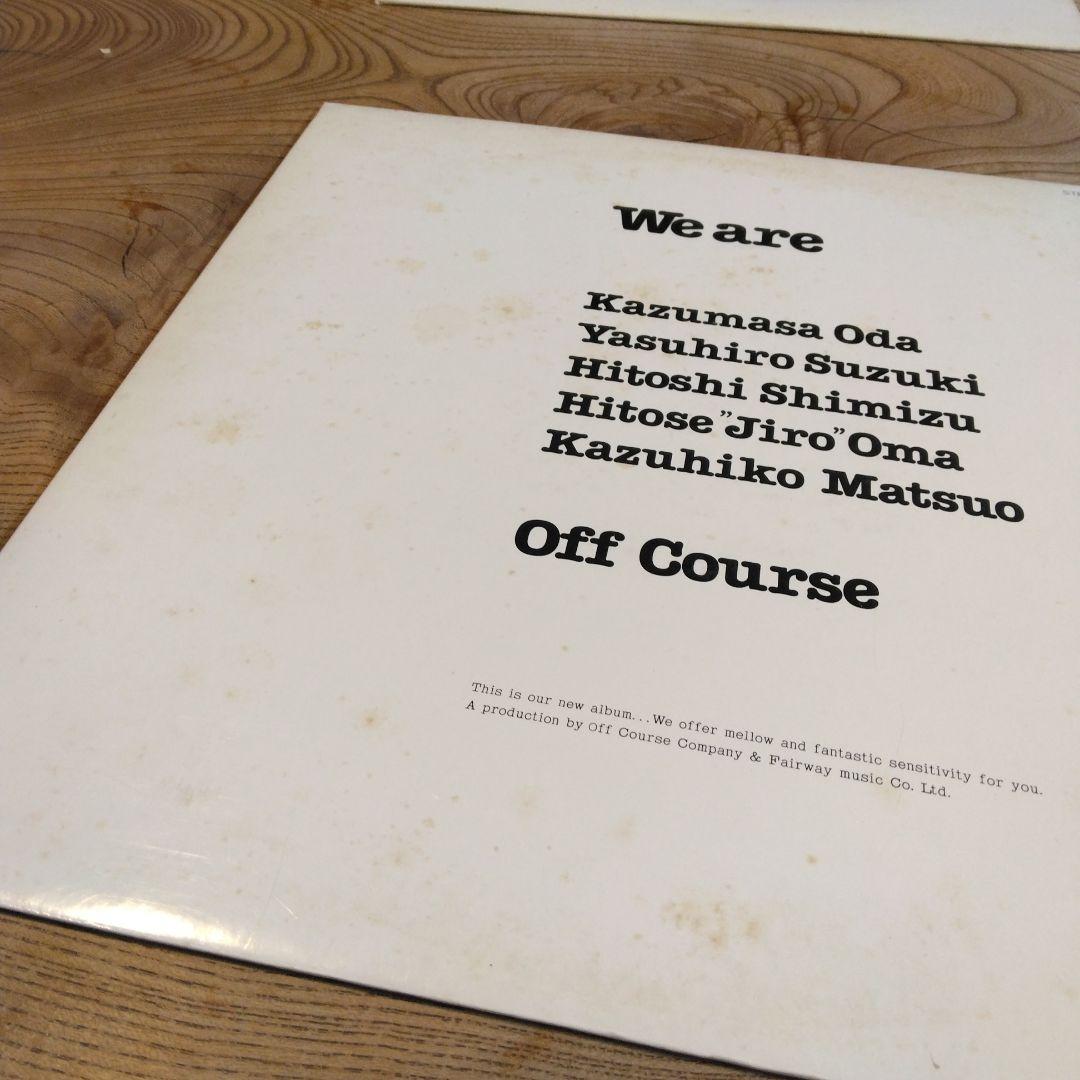 We are
Kazumasa Oda
Yasuhiro Suzuki
Hitoshi Shimizu
Hitose "Jiro" Oma
Kazuhiko Matsuo
Off Course
This is our new album...We offer mellow and fantastic sensitivity for you.
A production by Off Course Company & Fairway music Co. Ltd.